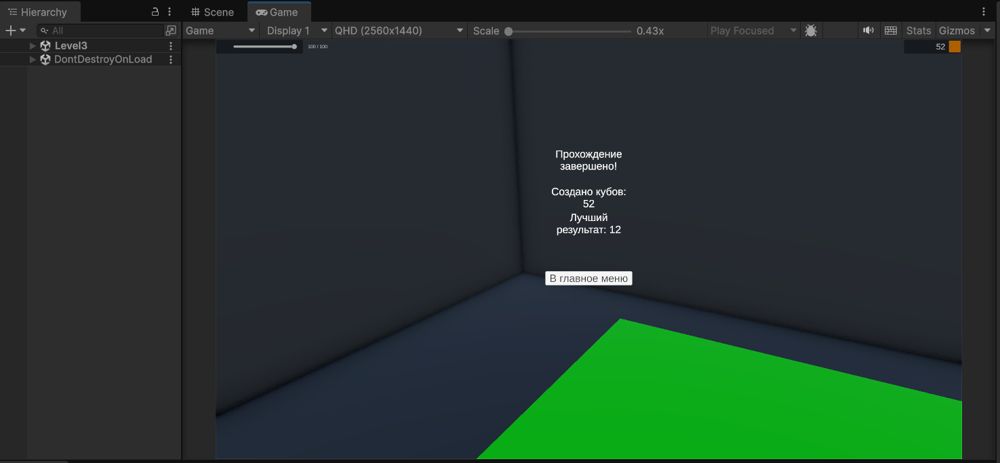 Hierarchy
Scene
Game
All
Game
Display 1
QHD (2560x1440)
Scale
0.43x
Play Focused
Stats
Gizmos
Level3
DontDestroyOnLoad
100 / 100
52
Прохождение
завершено!
Создано кубов:
52
Лучший
результат: 12
В главное меню